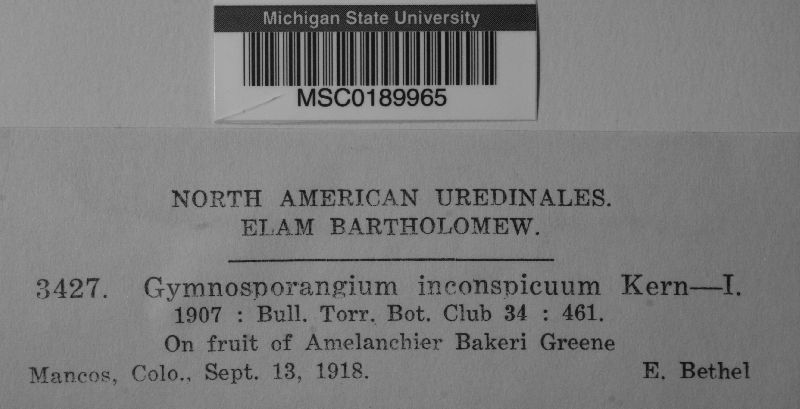 Michigan State University
MSC0189965
NORTH AMERICAN UREDINALES.
ELAM BARTHOLOMEW.
3427. Gymnosporangium inconspicuum Kern—I.
1907 : Bull. Torr. Bot. Club 34 : 461.
On fruit of Amelanchier Bakeri Greene
Mancos, Colo., Sept. 13, 1918. E. Bethel